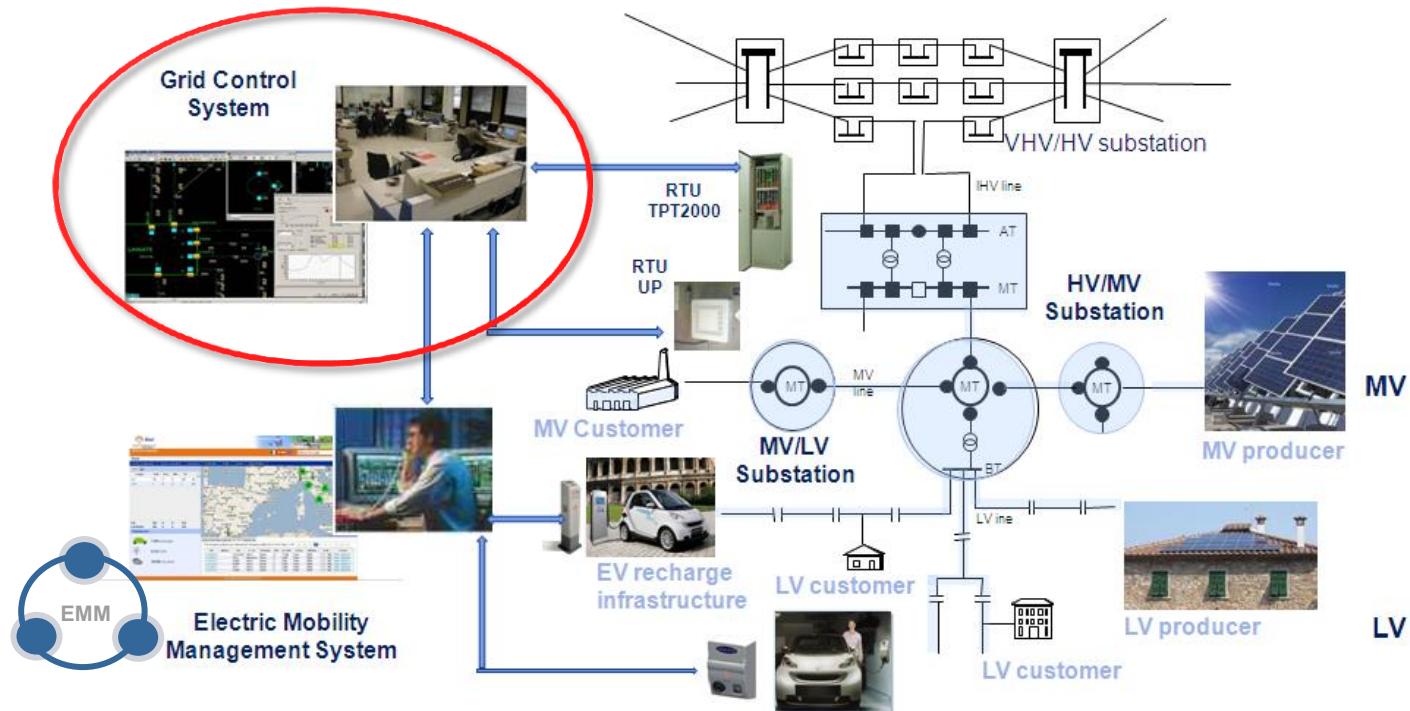 Grid Control
System
VHV/HV substation
RTU
TPT2000
IHV line
AT
RTU
UP
MT
HV/MV
Substation
MV
line
MT
MT
MT
MV
MV Customer
MV/LV
Substation
MV producer
BT
LV line
EV recharge
infrastructure
LV customer
LV producer
LV
EMM
Electric Mobility
Management System
LV customer